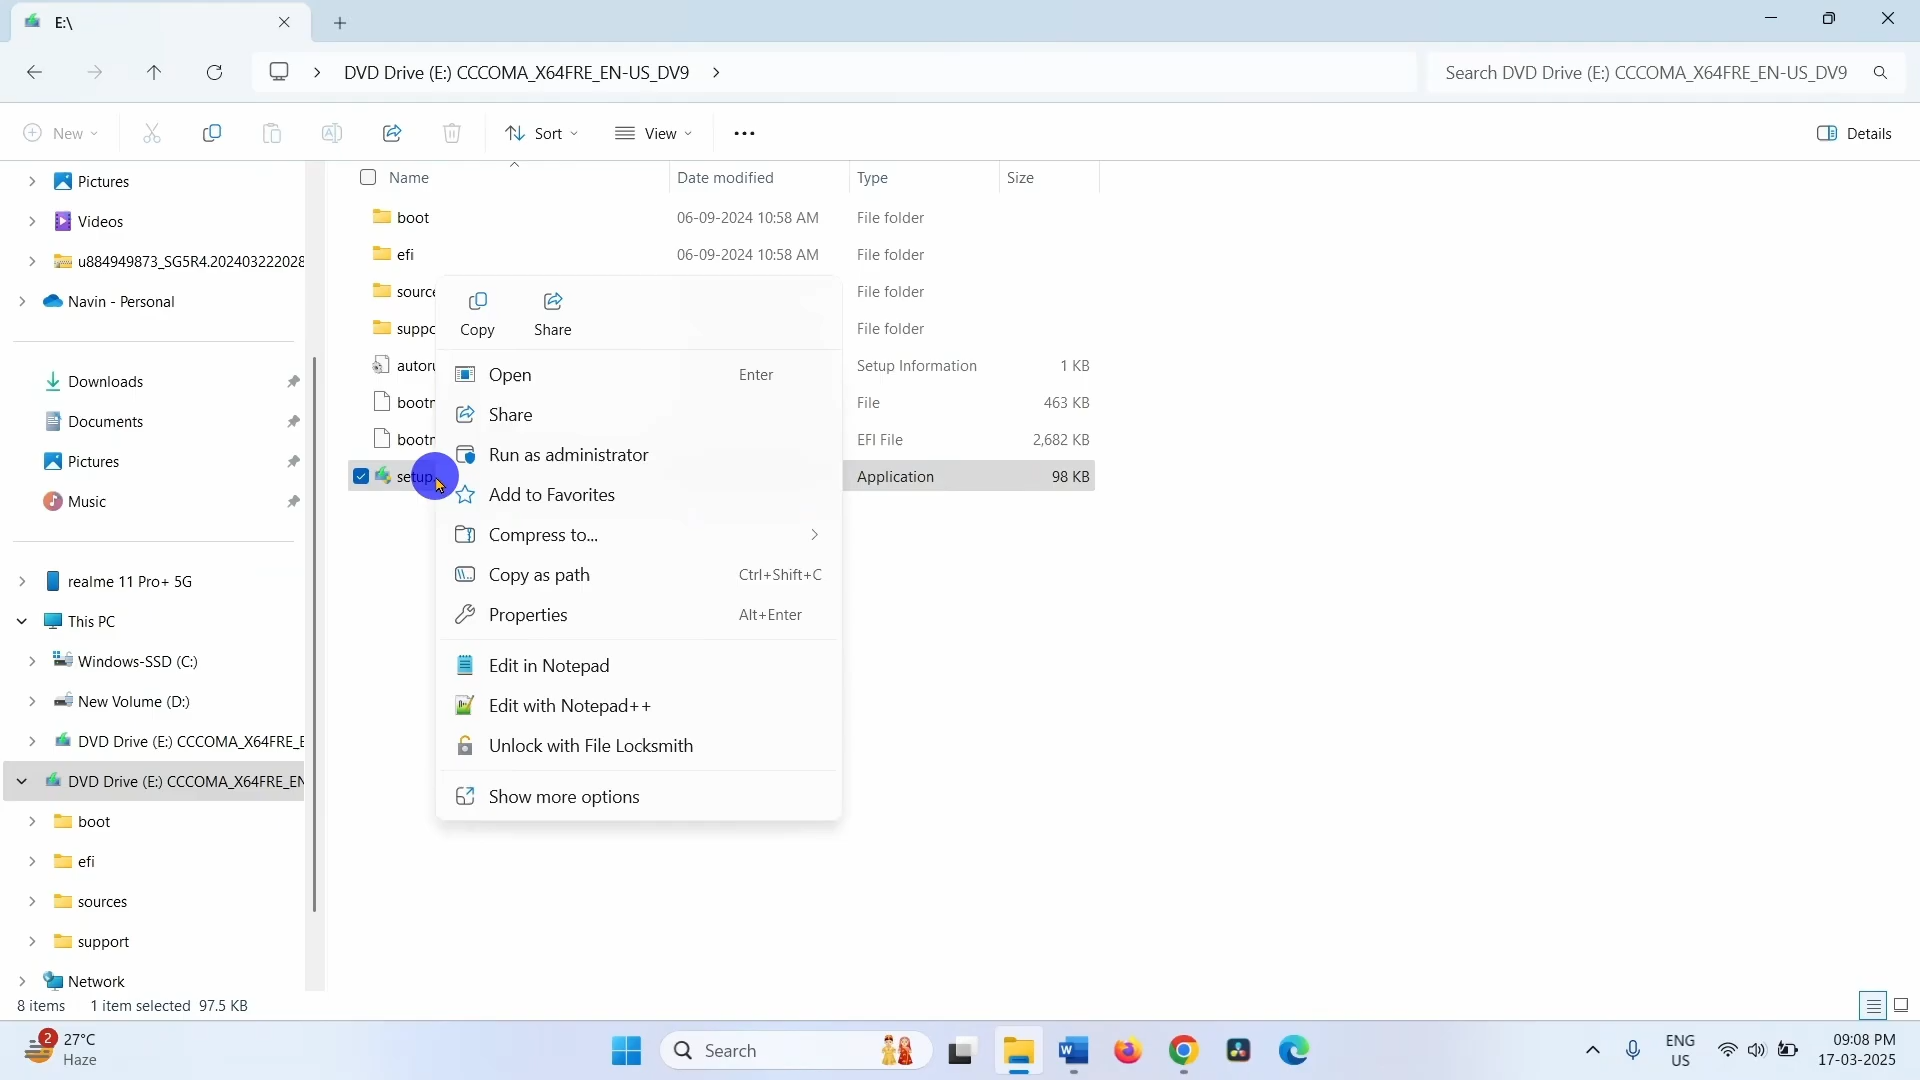 E:\
DVD Drive (E:) CCCOMA_X64FRE_EN-US_DV9
Search DVD Drive (E:) CCCOMA_X64FRE_EN-US_DV9
New
Sort
View
Details
Pictures
Videos
u884949873_SG5R4.202403222028
Navin - Personal
Downloads
Documents
Pictures
Music
realme 11 Pro+ 5G
This PC
Windows-SSD (C:)
New Volume (D:)
DVD Drive (E:) CCCOMA_X64FRE_E
DVD Drive (E:) CCCOMA_X64FRE_EN
boot
efi
sources
support
Network
Name Date modified Type Size
boot 06-09-2024 10:58 AM File folder
efi 06-09-2024 10:58 AM File folder
source File folder
suppo File folder
autoru Setup Information 1 KB
bootm File 463 KB
bootm EFI File 2,682 KB
setup. Application 98 KB
Copy Share
Open Enter
Share
Run as administrator
Add to Favorites
Compress to...
Copy as path Ctrl+Shift+C
Properties Alt+Enter
Edit in Notepad
Edit with Notepad++
Unlock with File Locksmith
Show more options
8 items 1 item selected 97.5 KB
2
27°C
Haze
Search
ENG
US
09:08 PM
17-03-2025